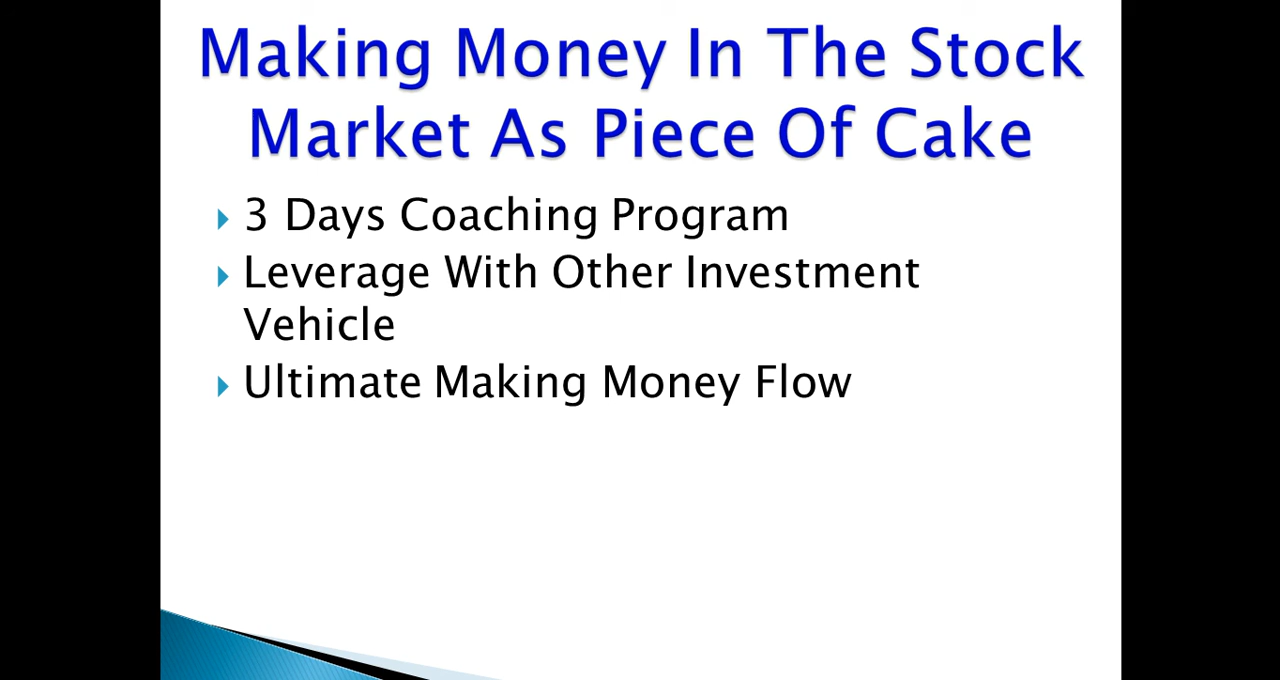 Making Money In The Stock
Market As Piece Of Cake
3 Days Coaching Program
Leverage With Other Investment
Vehicle
Ultimate Making Money Flow